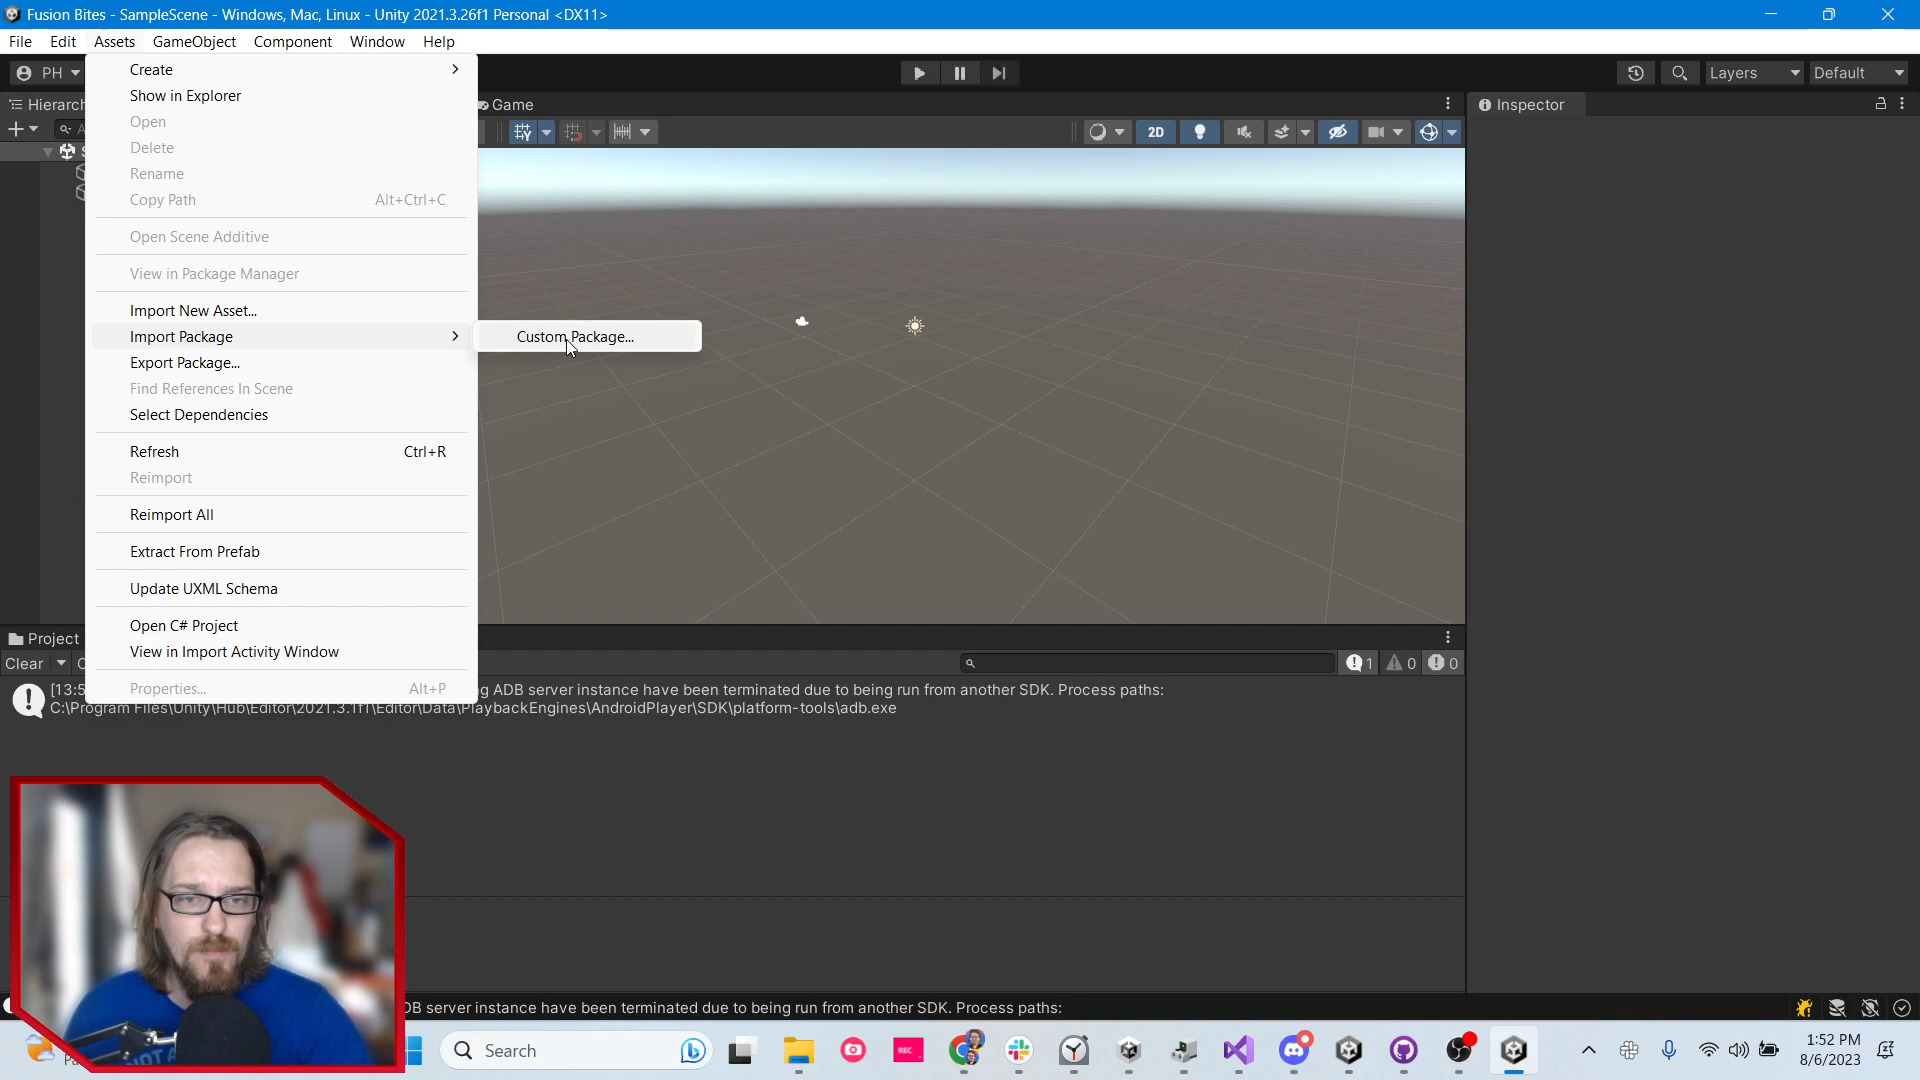 Fusion Bites - SampleScene - Windows, Mac, Linux - Unity 2021.3.26f1 Personal <DX11>
File Edit Assets GameObject Component Window Help
PH
Layers
Default
Hierarch
Game
Inspector
2D
Create
Show in Explorer
Open
Delete
Rename
Copy Path Alt+Ctrl+C
Open Scene Additive
View in Package Manager
Import New Asset...
Import Package
Custom Package...
Export Package...
Find References In Scene
Select Dependencies
Refresh Ctrl+R
Reimport
Reimport All
Extract From Prefab
Update UXML Schema
Open C# Project
View in Import Activity Window
Properties... Alt+P
Project
Clear
1 0 0
[13:5 g ADB server instance have been terminated due to being run from another SDK. Process paths:
C:\Program Files\Unity\Hub\Editor\2021.3.1f1\Editor\Data\PlaybackEngines\AndroidPlayer\SDK\platform-tools\adb.exe
DB server instance have been terminated due to being run from another SDK. Process paths:
Search
REC
1:52 PM
8/6/2023